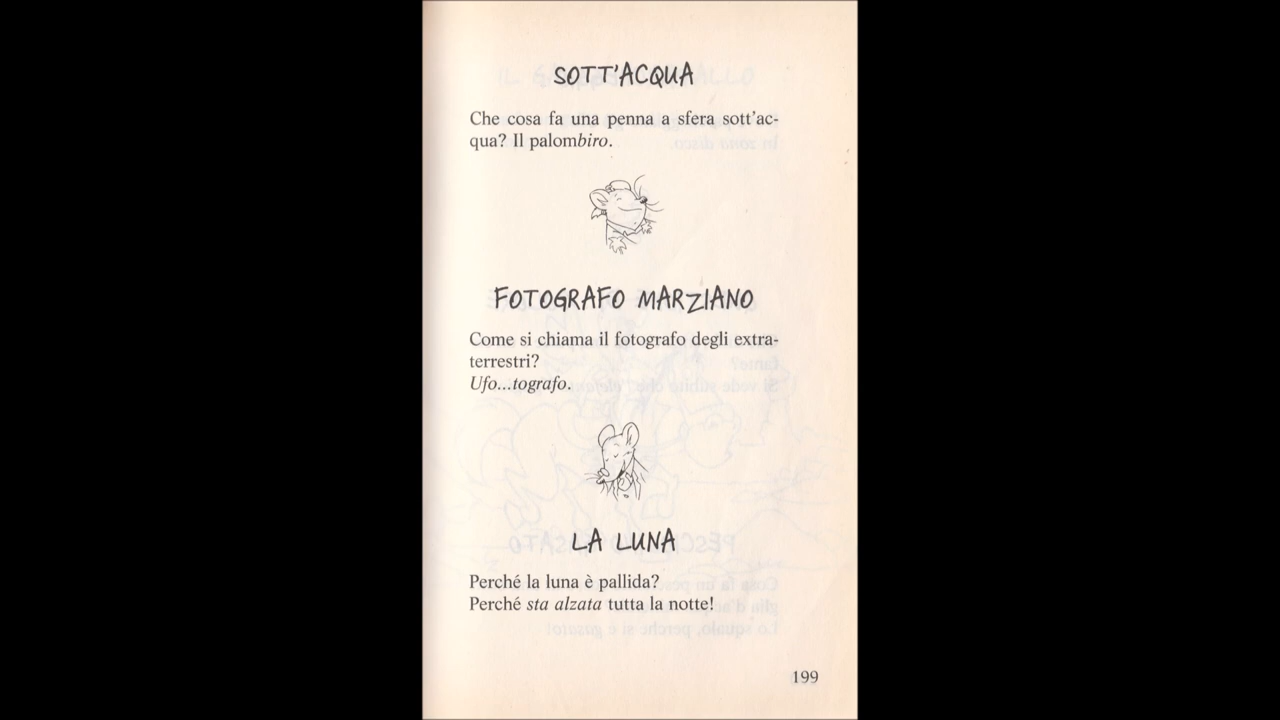 SOTT'ACQUA
Che cosa fa una penna a sfera sott'ac-
qua? Il palombiro.
FOTOGRAFO MARZIANO
Come si chiama il fotografo degli extra-
terrestri?
Ufo...tografo.
LA LUNA
Perché la luna è pallida?
Perché sta alzata tutta la notte!
199